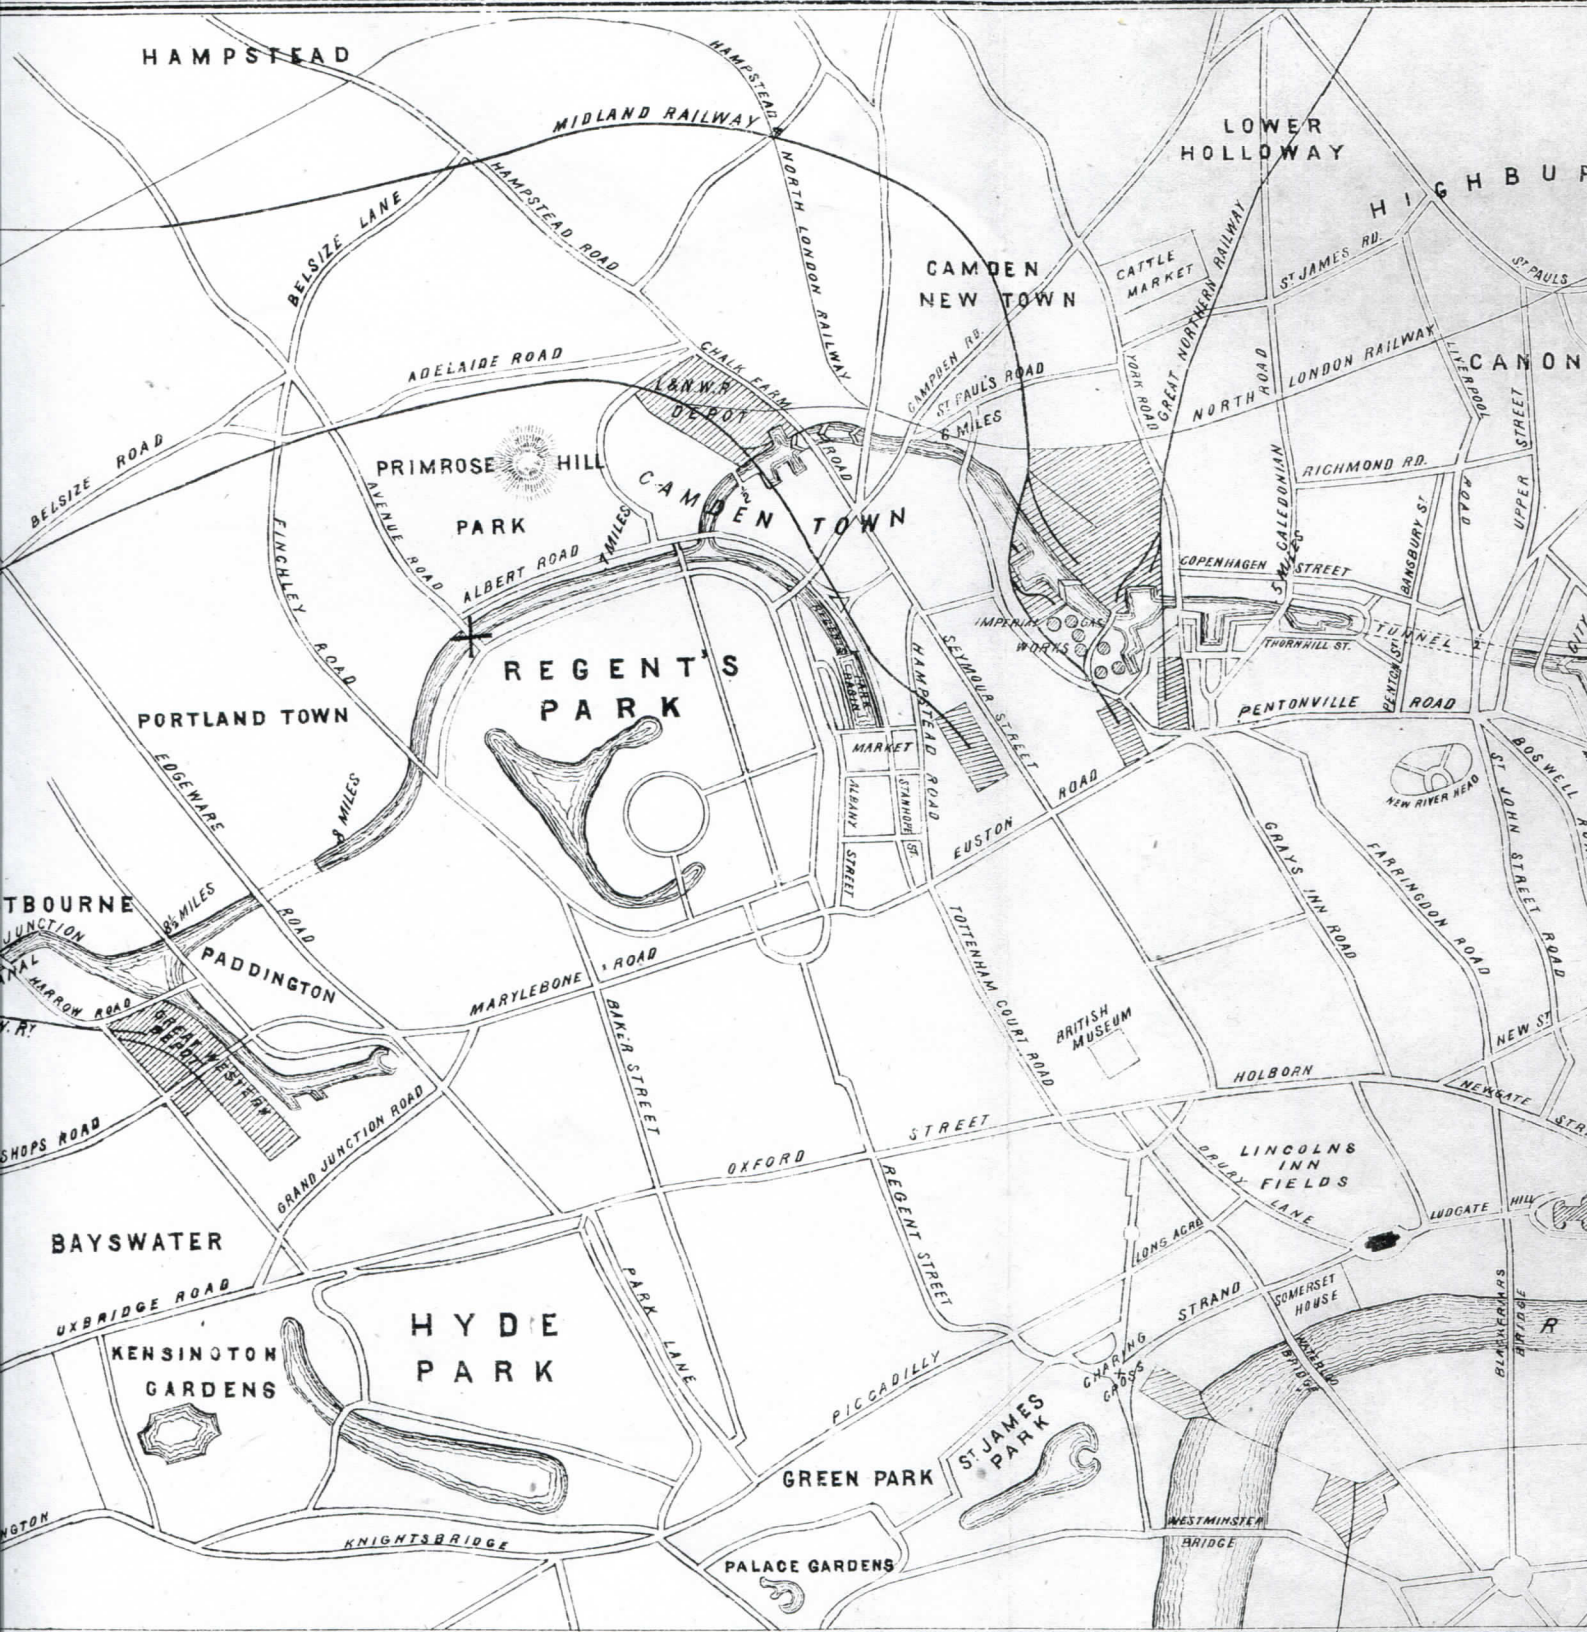 HAMPSTEAD
HAMPSTEAD
MIDLAND RAILWAY
LOWER
HOLLOWAY
BELSIZE LANE
HAMPSTEAD ROAD
NORTH LONDON RAILWAY
CAMDEN
NEW TOWN
CATTLE
MARKET
GREAT NORTHERN RAILWAY
ST JAMES RD.
ST PAULS
ADELAIDE ROAD
CHALK FARM
ROAD
L&N.W.R
DEPOT
CAMPDEN RD.
ST PAUL'S ROAD
6 MILES
YORK ROAD
ROAD
NORTH LONDON RAILWAY
LIVERPOOL
ROAD
CANON
UPPER STREET
BELSIZE ROAD
PRIMROSE HILL
PARK
AVENUE ROAD
CAMDEN TOWN
RICHMOND RD.
CALEDONIAN
FINCHLEY ROAD
ALBERT ROAD
7 MILES
COPENHAGEN STREET
BANSBURY ST
IMPERIAL GAS
WORKS
THORNHILL ST.
TUNNEL
PENTON ST
CITY
REGENT'S
PARK
SEYMOUR STREET
HAMPSTEAD ROAD
PENTONVILLE ROAD
PORTLAND TOWN
MARKET
ALBANY
STREET
STANHOPE
ST.
EUSTON ROAD
NEW RIVER HEAD
BOSWELL
ST JOHN STREET ROAD
EDGEWARE
ROAD
8 MILES
GRAYS INN ROAD
FARRINGDON ROAD
TBOURNE
JUNCTION
8½ MILES
PADDINGTON
HARROW ROAD
MARYLEBONE ROAD
GREAT WESTERN
DEPOT
BAKER STREET
TOTTENHAM COURT ROAD
BRITISH
MUSEUM
NEW ST
HOLBORN
NEWGATE
SHOPS ROAD
GRAND JUNCTION ROAD
OXFORD STREET
REGENT STREET
LINCOLNS
INN
FIELDS
DRURY LANE
LUDGATE HILL
LONG ACRE
BAYSWATER
UXBRIDGE ROAD
PARK LANE
STRAND
SOMERSET
HOUSE
WATERLOO
BRIDGE
BLACKFRIARS
BRIDGE
R
KENSINGTON
GARDENS
HYDE
PARK
PICCADILLY
CHARING
CROSS
ST JAMES
PARK
GREEN PARK
KNIGHTSBRIDGE
PALACE GARDENS
WESTMINSTER
BRIDGE